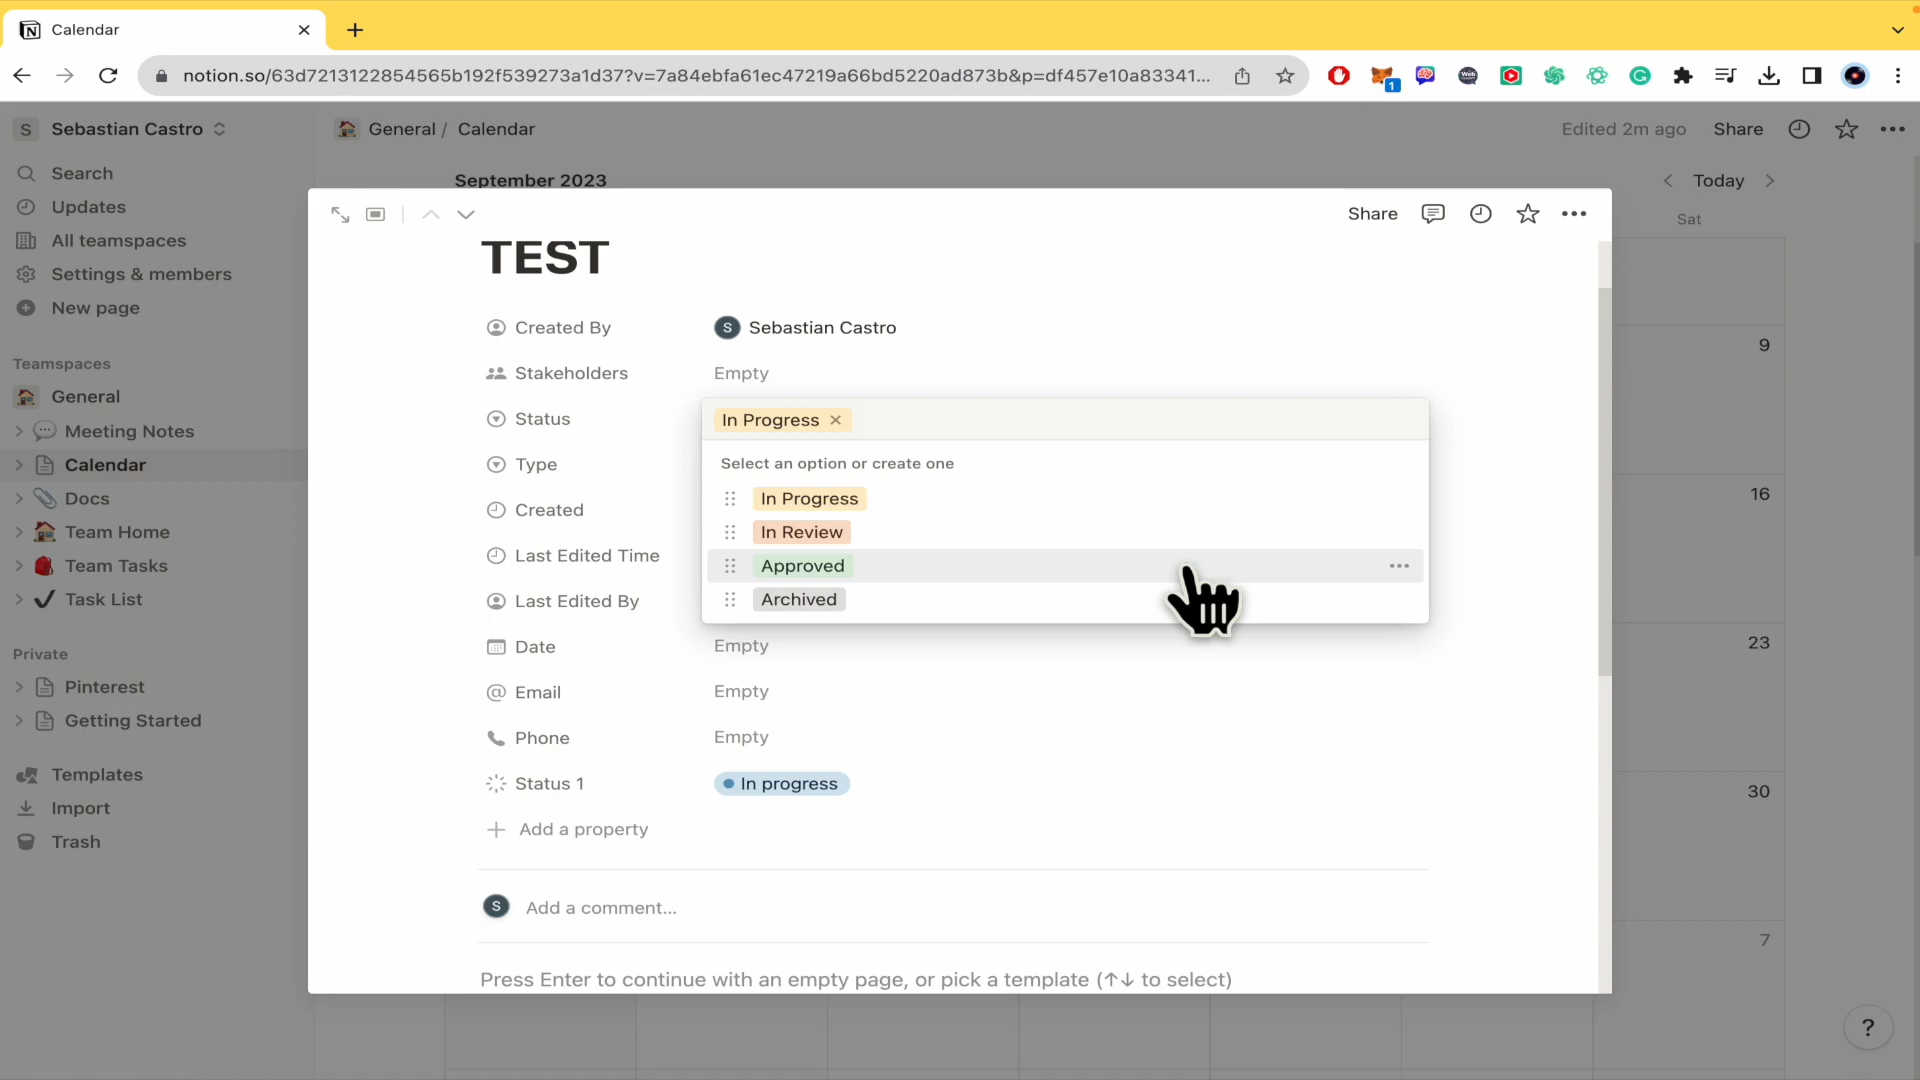 Calendar
notion.so/63d7213122854565b192f539273a1d37?v=7a84ebfa61ec47219a66bd5220ad873b&p=df457e10a83341...
1
S Sebastian Castro
General / Calendar
Edited 2m ago Share
Search
Updates
All teamspaces
Settings & members
New page
Teamspaces
General
Meeting Notes
Calendar
Docs
Team Home
Team Tasks
Task List
Private
Pinterest
Getting Started
Templates
Import
Trash
September 2023
Today
Sat
9
16
23
30
7
Share
TEST
Created By S Sebastian Castro
Stakeholders Empty
Status In Progress
Type
Created
Last Edited Time
Last Edited By
Select an option or create one
In Progress
In Review
Approved
Archived
Date Empty
Email Empty
Phone Empty
Status 1 In progress
Add a property
S Add a comment...
Press Enter to continue with an empty page, or pick a template (↑↓ to select)
?